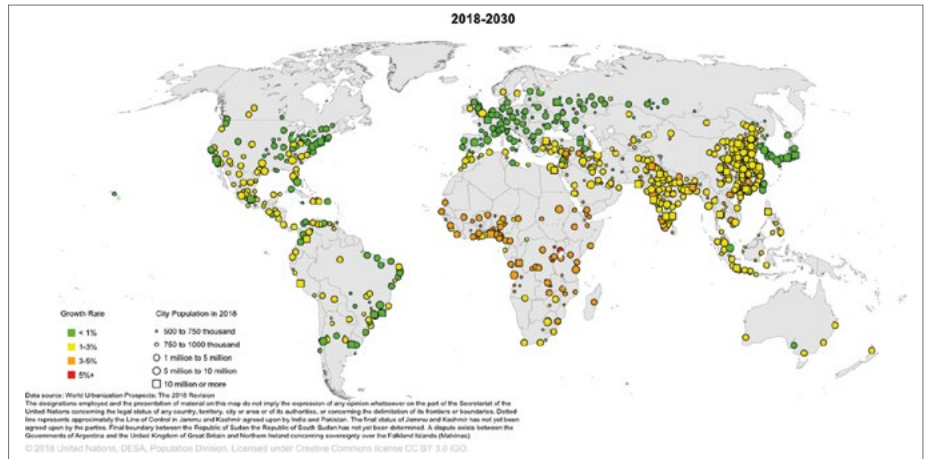 2018-2030
Growth Rate
< 1%
1-3%
3-5%
5%+
City Population in 2018
500 to 750 thousand
750 to 1000 thousand
1 million to 5 million
5 million to 10 million
10 million or more
Data source: World Urbanization Prospects: The 2018 Revision
The designations employed and the presentation of material on this map do not imply the expression of any opinion whatsoever on the part of the Secretariat of the
United Nations concerning the legal status of any country, territory, city or area or of its authorities, or concerning the delimitation of its frontiers or boundaries. Dotted
line represents approximately the Line of Control in Jammu and Kashmir agreed upon by India and Pakistan. The final status of Jammu and Kashmir has not yet been
agreed upon by the parties. Final boundary between the Republic of Sudan the Republic of South Sudan has not yet been determined. A dispute exists between the
Governments of Argentina and the United Kingdom of Great Britain and Northern Ireland concerning sovereignty over the Falkland Islands (Malvinas).
© 2018 United Nations, DESA, Population Division. Licensed under Creative Commons license CC BY 3.0 IGO.